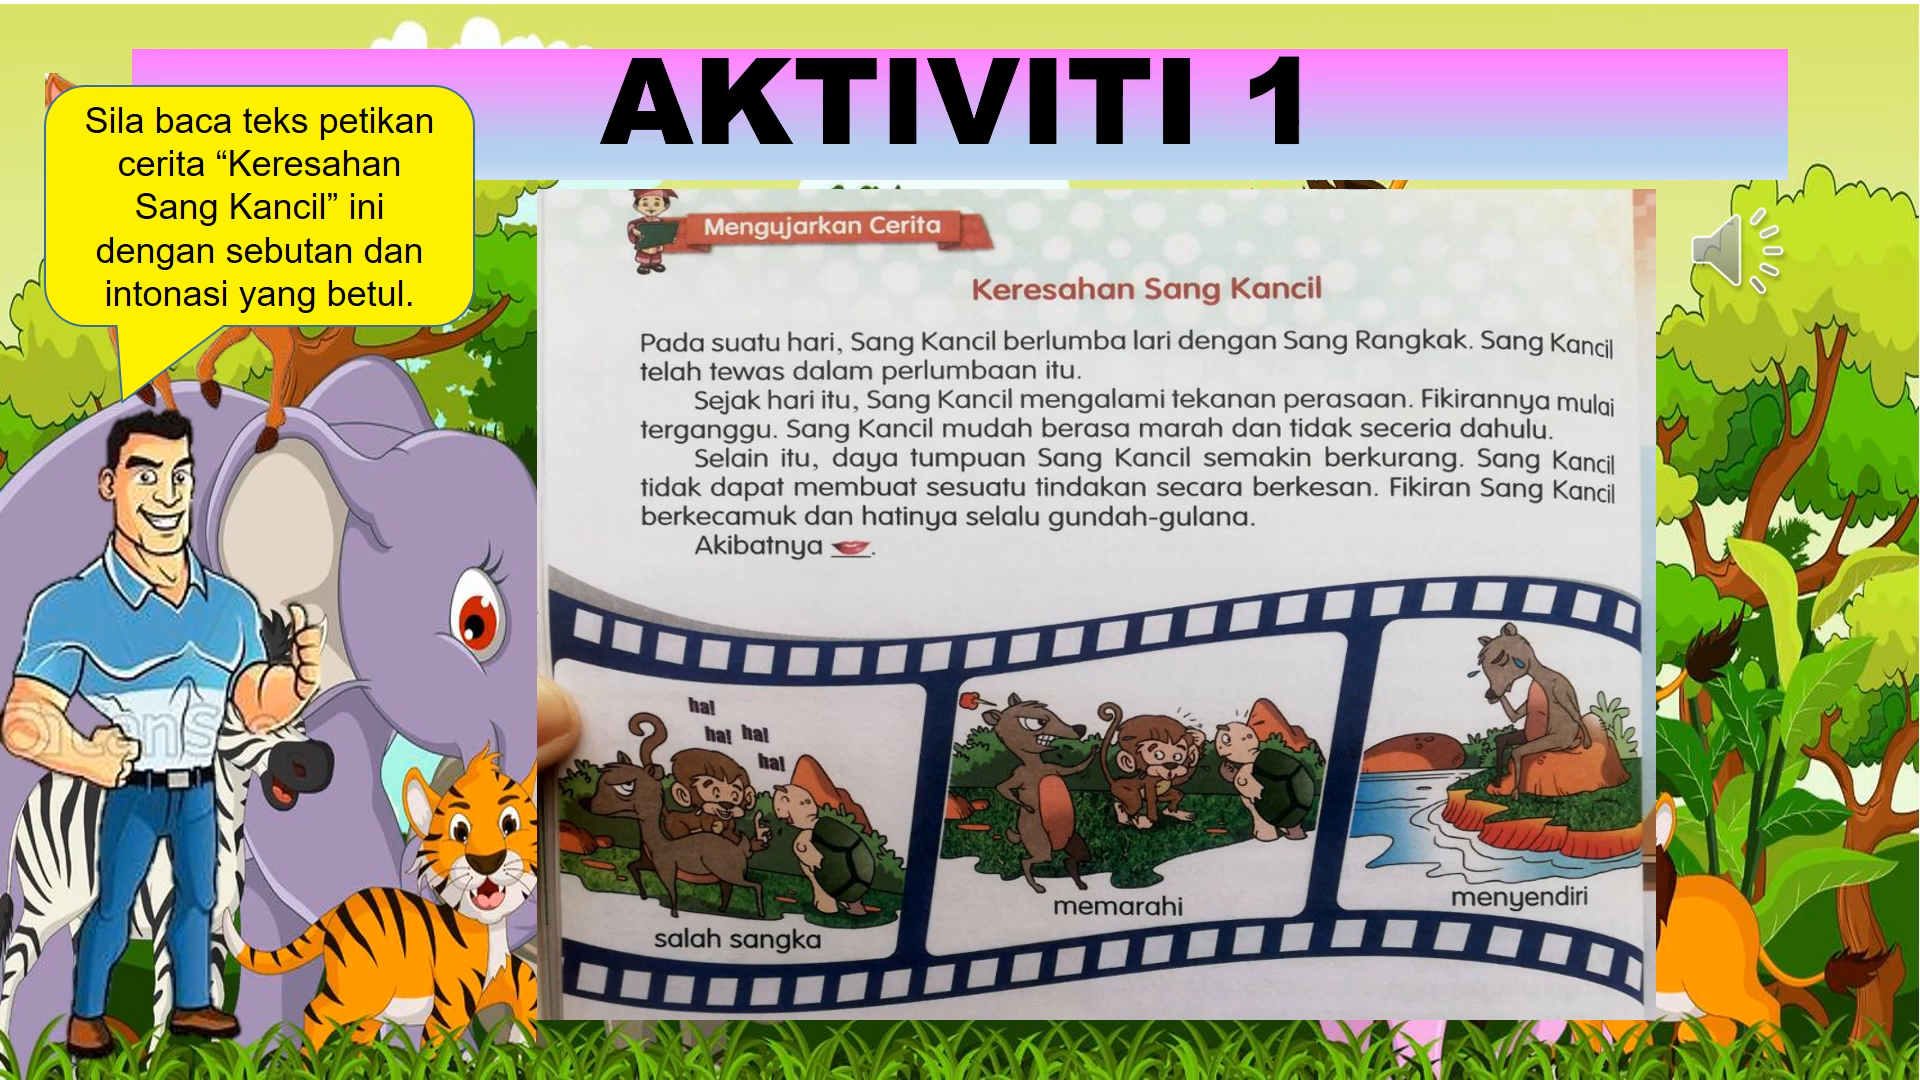 AKTIVITI 1
Sila baca teks petikan
cerita “Keresahan
Sang Kancil” ini
dengan sebutan dan
intonasi yang betul.
Mengujarkan Cerita
Keresahan Sang Kancil
Pada suatu hari, Sang Kancil berlumba lari dengan Sang Rangkak. Sang Kancil
telah tewas dalam perlumbaan itu.
Sejak hari itu, Sang Kancil mengalami tekanan perasaan. Fikirannya mulai
terganggu. Sang Kancil mudah berasa marah dan tidak seceria dahulu.
Selain itu, daya tumpuan Sang Kancil semakin berkurang. Sang Kancil
tidak dapat membuat sesuatu tindakan secara berkesan. Fikiran Sang Kancil
berkecamuk dan hatinya selalu gundah-gulana.
Akibatnya ___.
ha!
ha! ha!
ha!
salah sangka
memarahi
menyendiri